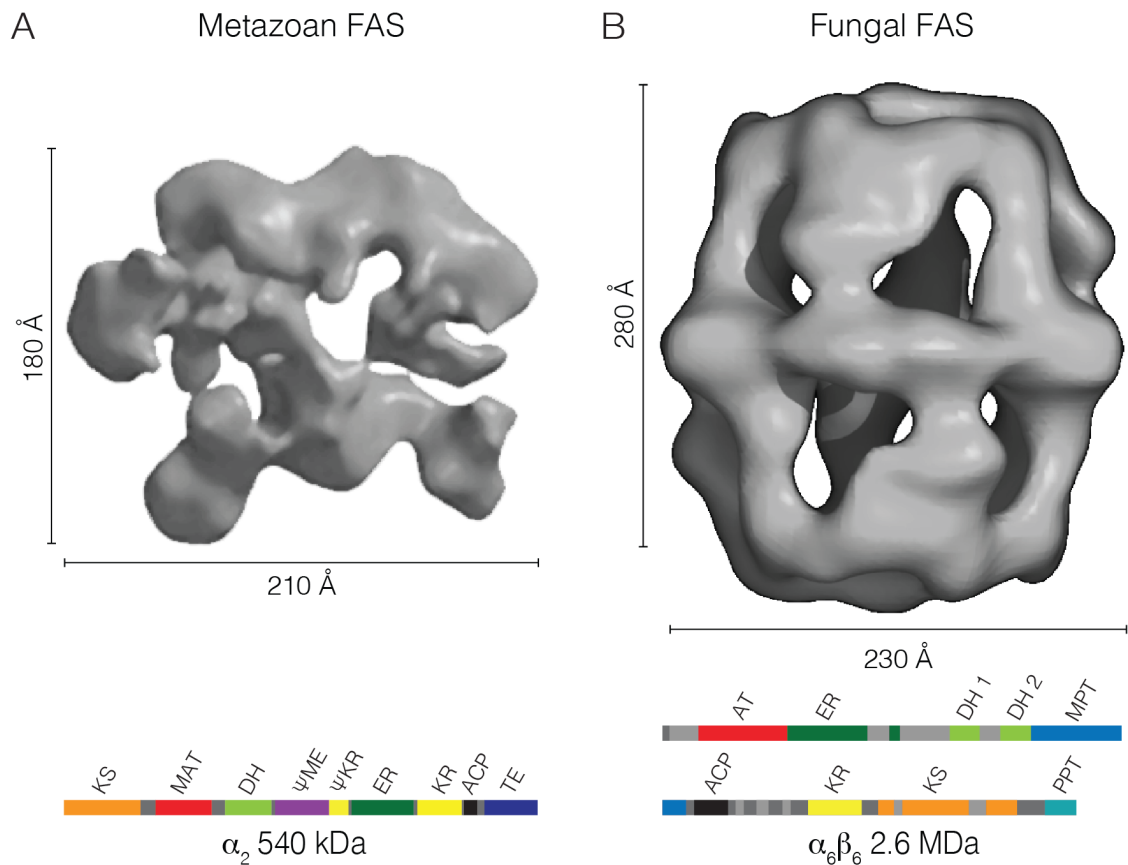 A
Metazoan FAS
B
Fungal FAS
180 Å
210 Å
280 Å
230 Å
KS MAT DH ΨME ΨKR ER KR ACP TE
α₂ 540 kDa
AT ER DH 1 DH 2 MPT
ACP KR KS PPT
α₆β₆ 2.6 MDa